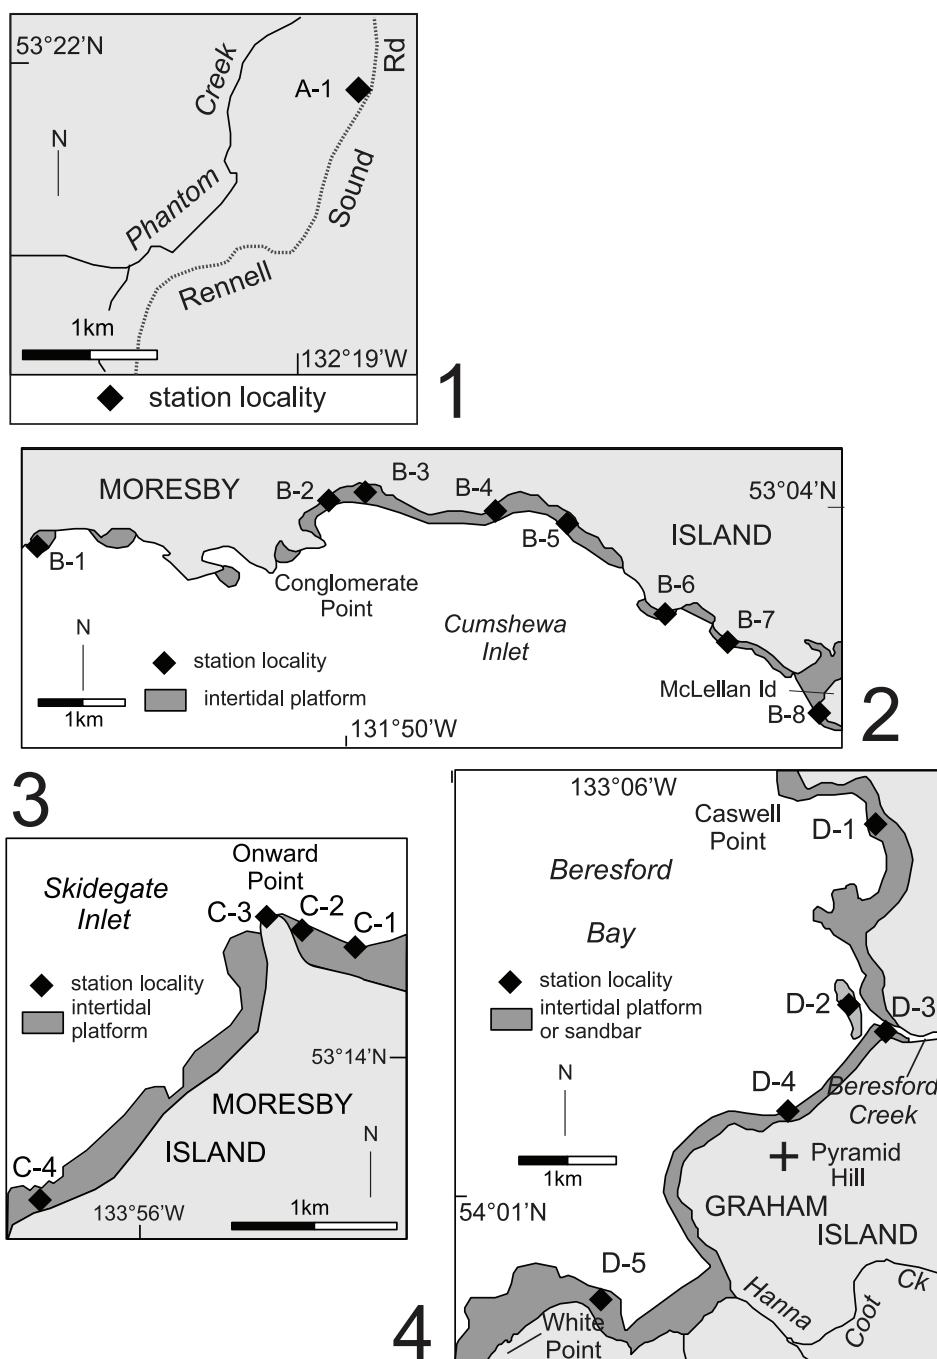 53°22'N
Creek
Rd
A-1
N
Sound
Phantom
Rennell
1km
132°19'W
station locality
1
MORESBY
B-3
B-2
B-4
53°04'N
B-5
ISLAND
B-1
Conglomerate
Point
B-6
N
Cumshewa
Inlet
B-7
station locality
McLellan Id
intertidal platform
B-8
1km
131°50'W
2
3
Onward
Point
Skidegate
Inlet
C-3
C-2
C-1
station locality
intertidal
platform
53°14'N
MORESBY
N
ISLAND
C-4
133°56'W
1km
133°06'W
Caswell
Point
D-1
Beresford
Bay
station locality
D-2
D-3
intertidal platform
or sandbar
N
D-4
Beresford
Creek
1km
Pyramid
Hill
54°01'N
GRAHAM
ISLAND
D-5
Hanna
Coot
Ck
White
Point
4